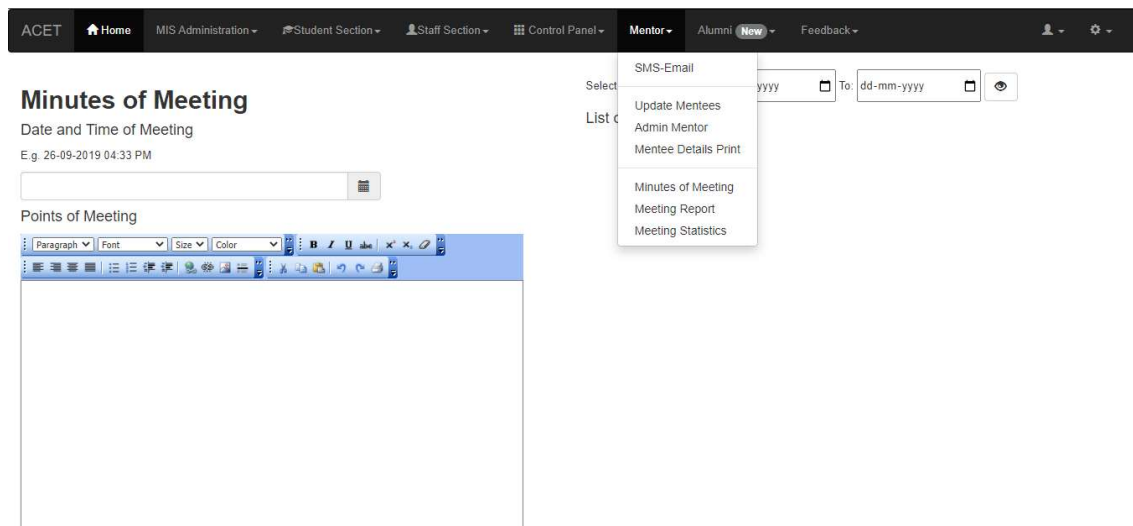 ACET Home MIS Administration Student Section Staff Section Control Panel Mentor Alumni New Feedback
Minutes of Meeting
Date and Time of Meeting
E.g. 26-09-2019 04:33 PM
Points of Meeting
Paragraph Font Size Color B I U abc x² x₂
SMS-Email
Update Mentees
Admin Mentor
Mentee Details Print
Minutes of Meeting
Meeting Report
Meeting Statistics
Select yyyy To: dd-mm-yyyy
List